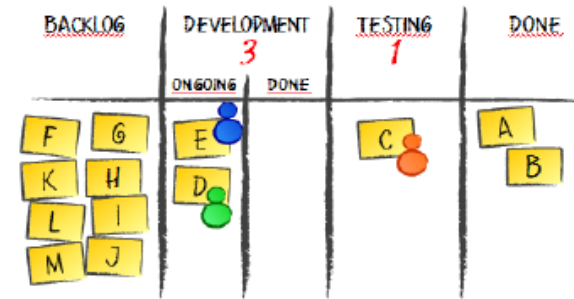 BACKLOG DEVELOPMENT TESTING DONE
3 1
ONGOING DONE
F G E C A
K H D B
L I
M J